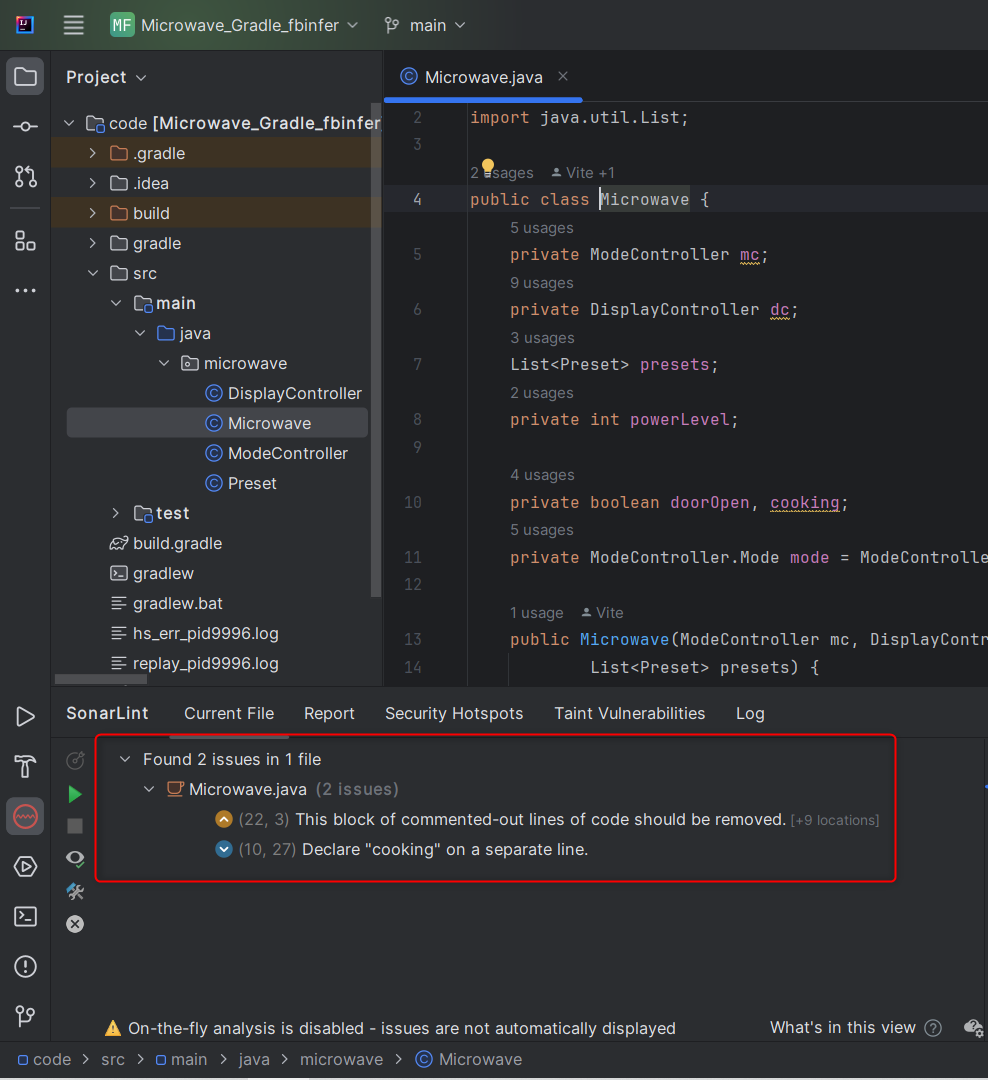 MF Microwave_Gradle_fbinfer main
Project
code [Microwave_Gradle_fbinfer
.gradle
.idea
build
gradle
src
main
java
microwave
DisplayController
Microwave
ModeController
Preset
test
build.gradle
gradlew
gradlew.bat
hs_err_pid9996.log
replay_pid9996.log
Microwave.java
2 import java.util.List;
3
2 usages Vite +1
4 public class Microwave {
5 usages
5 private ModeController mc;
9 usages
6 private DisplayController dc;
3 usages
7 List<Preset> presets;
2 usages
8 private int powerLevel;
9
4 usages
10 private boolean doorOpen, cooking;
5 usages
11 private ModeController.Mode mode = ModeControlle
12
1 usage Vite
13 public Microwave(ModeController mc, DisplayContr
14 List<Preset> presets) {
SonarLint Current File Report Security Hotspots Taint Vulnerabilities Log
Found 2 issues in 1 file
Microwave.java (2 issues)
(22, 3) This block of commented-out lines of code should be removed. [+9 locations]
(10, 27) Declare "cooking" on a separate line.
On-the-fly analysis is disabled - issues are not automatically displayed What's in this view ?
code > src > main > java > microwave > Microwave